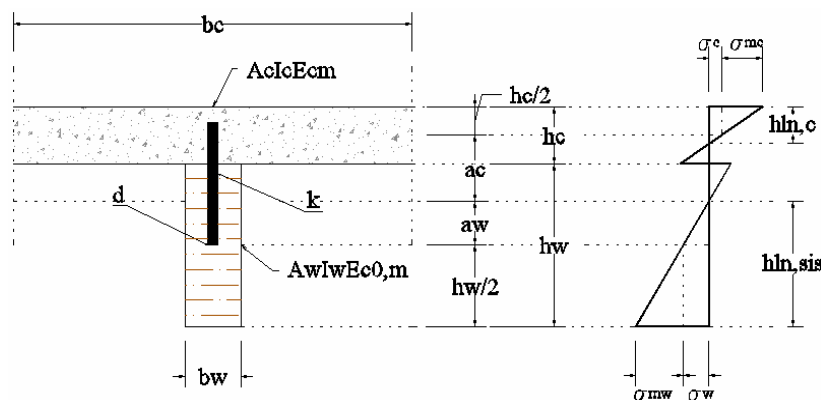 bc
AcIcEcm
σc σmc
hc/2
hc
hln,c
ac
d
k
aw
hw
hln,sis
AwIwEc0,m
hw/2
bw
σmw σw